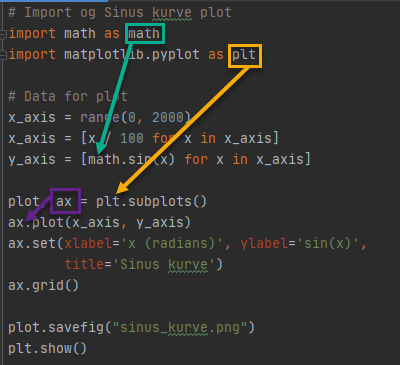 # Import og Sinus kurve plot
import math as math
import matplotlib.pyplot as plt
# Data for plot
x_axis = range(0, 2000)
x_axis = [x / 100 for x in x_axis]
y_axis = [math.sin(x) for x in x_axis]
plot, ax = plt.subplots()
ax.plot(x_axis, y_axis)
ax.set(xlabel='x (radians)', ylabel='sin(x)',
title='Sinus kurve')
ax.grid()
plot.savefig("sinus_kurve.png")
plt.show()